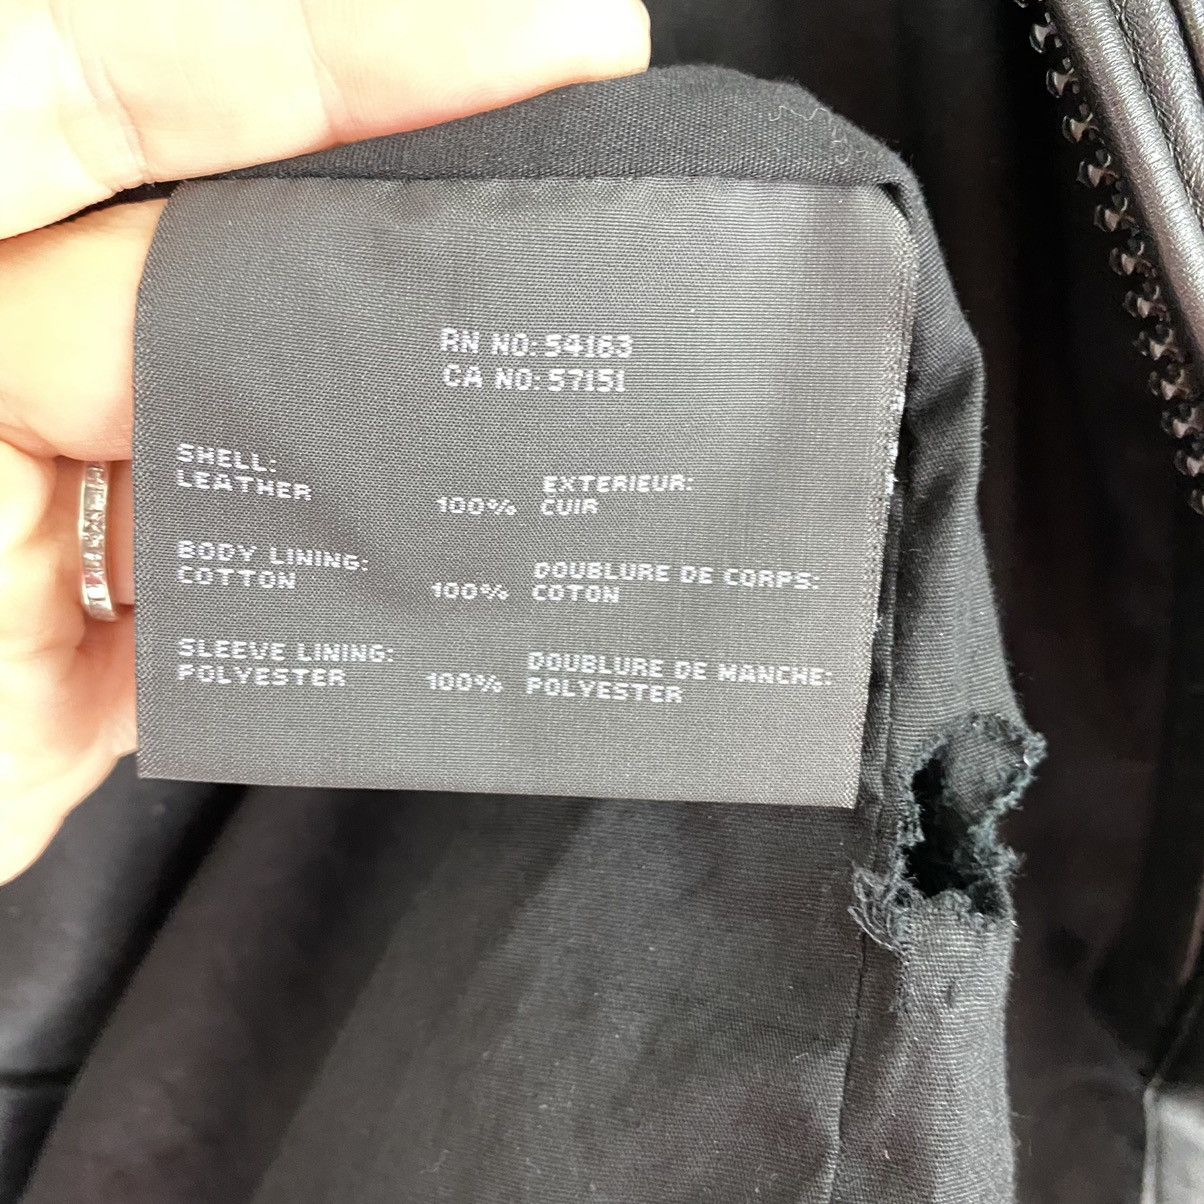 RN NO: 54163
CA NO: 57151
SHELL:
LEATHER
100%
EXTERIEUR:
CUIR
BODY LINING:
COTTON
100%
DOUBLURE DE CORPS:
COTON
SLEEVE LINING:
POLYESTER
100%
DOUBLURE DE MANCHE:
POLYESTER